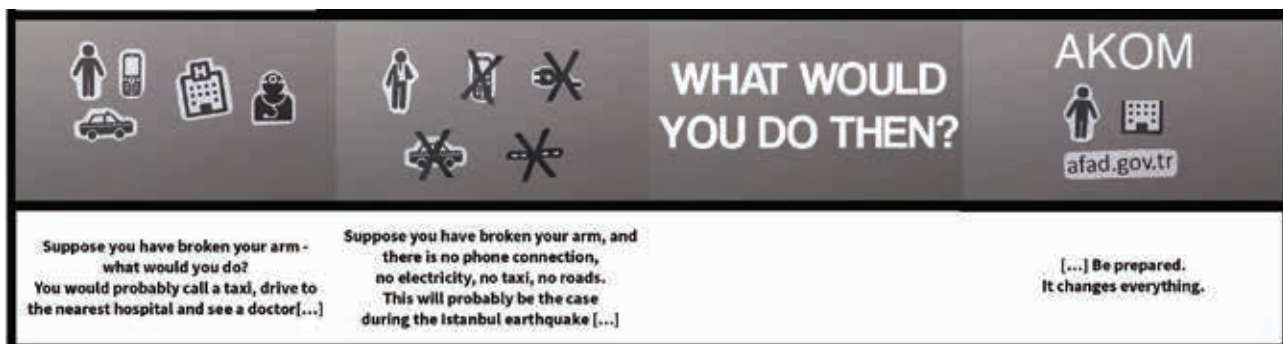 H
WHAT WOULD
YOU DO THEN?
AKOM
afad.gov.tr
Suppose you have broken your arm -
what would you do?
You would probably call a taxi, drive to
the nearest hospital and see a doctor[...]
Suppose you have broken your arm, and
there is no phone connection,
no electricity, no taxi, no roads.
This will probably be the case
during the Istanbul earthquake [...]
[...] Be prepared.
It changes everything.